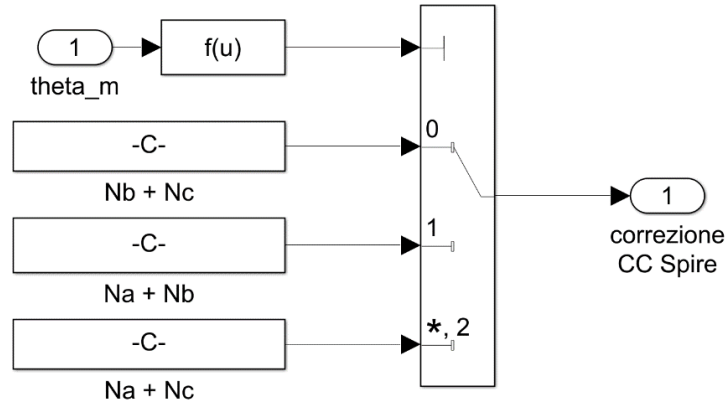 1
f(u)
theta_m
-C-
0
Nb + Nc
-C-
1
Na + Nb
1
correzione
CC Spire
-C-
*, 2
Na + Nc